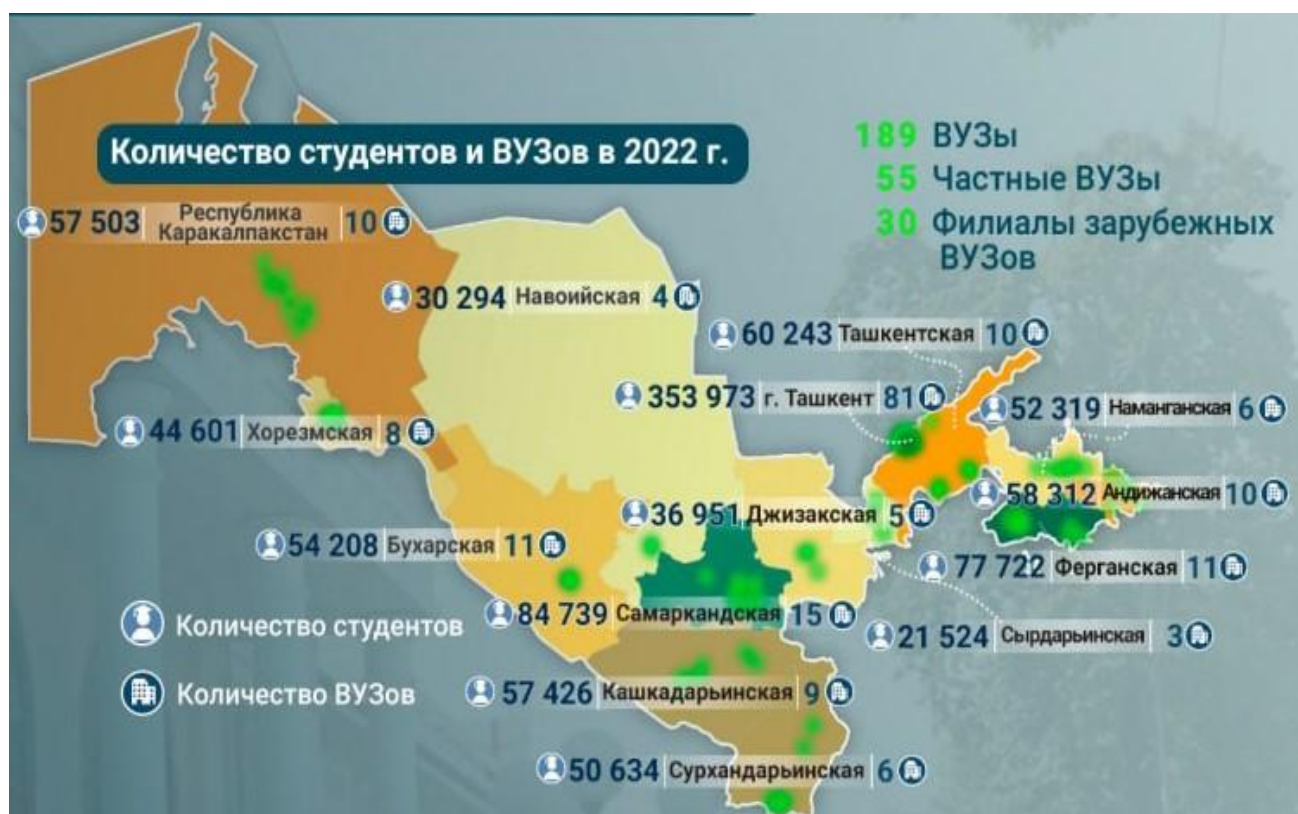 Количество студентов и ВУЗов в 2022 г.
189 ВУЗы
55 Частные ВУЗы
30 Филиалы зарубежных
ВУЗов
57 503 Республика
Каракалпакстан 10
30 294 Навоийская 4
60 243 Ташкентская 10
353 973 г. Ташкент 81
52 319 Наманганская 6
44 601 Хорезмская 8
58 312 Андижанская 10
36 951 Джизакская 5
54 208 Бухарская 11
77 722 Ферганская 11
84 739 Самаркандская 15
21 524 Сырдарьинская 3
Количество студентов
Количество ВУЗов
57 426 Кашкадарьинская 9
50 634 Сурхандарьинская 6